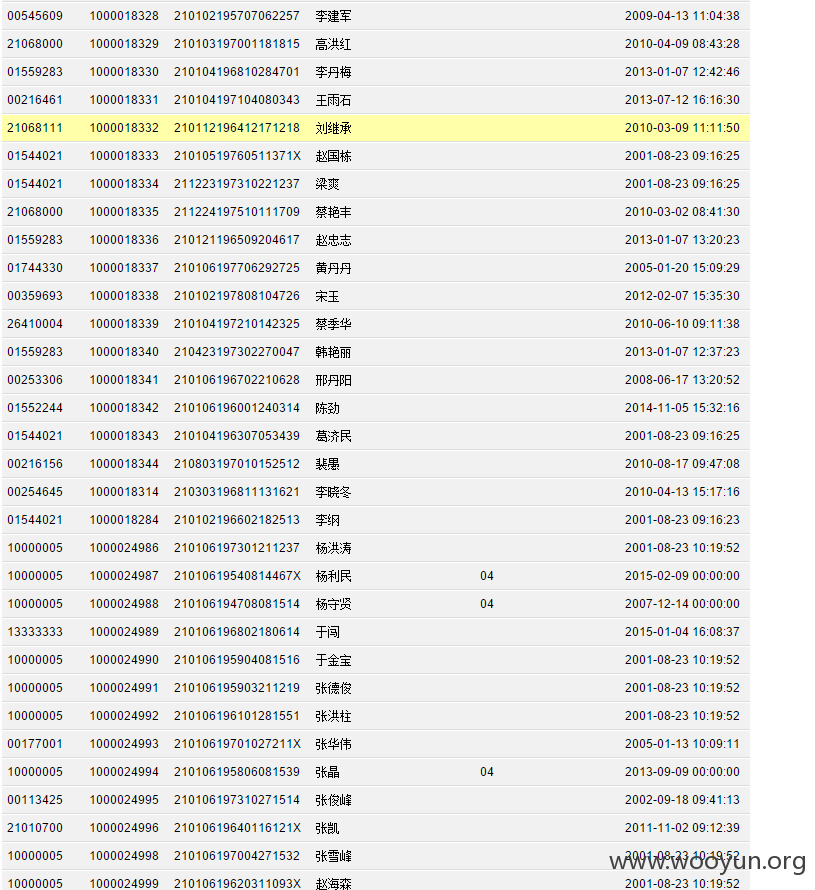 00545609 1000018328 210102195707062257 李建军 2009-04-13 11:04:38
21068000 1000018329 210103197001181815 高洪红 2010-04-09 08:43:28
01559283 1000018330 210104196810284701 李丹梅 2013-01-07 12:42:46
00216461 1000018331 210104197104080343 王雨石 2013-07-12 16:16:30
21068111 1000018332 210112196412171218 刘继承 2010-03-09 11:11:50
01544021 1000018333 21010519760511371X 赵国栋 2001-08-23 09:16:25
01544021 1000018334 211223197310221237 梁爽 2001-08-23 09:16:25
21068000 1000018335 211224197510111709 蔡艳丰 2010-03-02 08:41:30
01559283 1000018336 210121196509204617 赵忠志 2013-01-07 13:20:23
01744330 1000018337 210106197706292725 黄丹丹 2005-01-20 15:09:29
00359693 1000018338 210102197808104726 宋玉 2012-02-07 15:35:30
26410004 1000018339 210104197210142325 蔡季华 2010-06-10 09:11:38
01559283 1000018340 210423197302270047 韩艳丽 2013-01-07 12:37:23
00253306 1000018341 210106196702210628 邢丹阳 2008-06-17 13:20:52
01552244 1000018342 210106196001240314 陈劲 2014-11-05 15:32:16
01544021 1000018343 210104196307053439 葛济民 2001-08-23 09:16:25
00216156 1000018344 210803197010152512 裴愚 2010-08-17 09:47:08
00254645 1000018314 210303196811131621 李晓冬 2010-04-13 15:17:16
01544021 1000018284 210102196602182513 李纲 2001-08-23 09:16:23
10000005 1000024986 210106197301211237 杨洪涛 2001-08-23 10:19:52
10000005 1000024987 21010619540814467X 杨利民 04 2015-02-09 00:00:00
10000005 1000024988 210106194708081514 杨守贤 04 2007-12-14 00:00:00
13333333 1000024989 210106196802180614 于闯 2015-01-04 16:08:37
10000005 1000024990 210106195904081516 于金宝 2001-08-23 10:19:52
10000005 1000024991 210106195903211219 张德俊 2001-08-23 10:19:52
10000005 1000024992 210106196101281551 张洪柱 2001-08-23 10:19:52
00177001 1000024993 21010619701027211X 张华伟 2005-01-13 10:09:11
10000005 1000024994 210106195806081539 张晶 04 2013-09-09 00:00:00
00113425 1000024995 210106197310271514 张俊峰 2002-09-18 09:41:13
21010700 1000024996 21010619640116121X 张凯 2011-11-02 09:12:39
10000005 1000024998 210106197004271532 张雪峰 2001-08-23 10:19:52
www.wooyun.org
10000005 1000024999 21010619620311093X 赵海森 2001-08-23 10:19:52